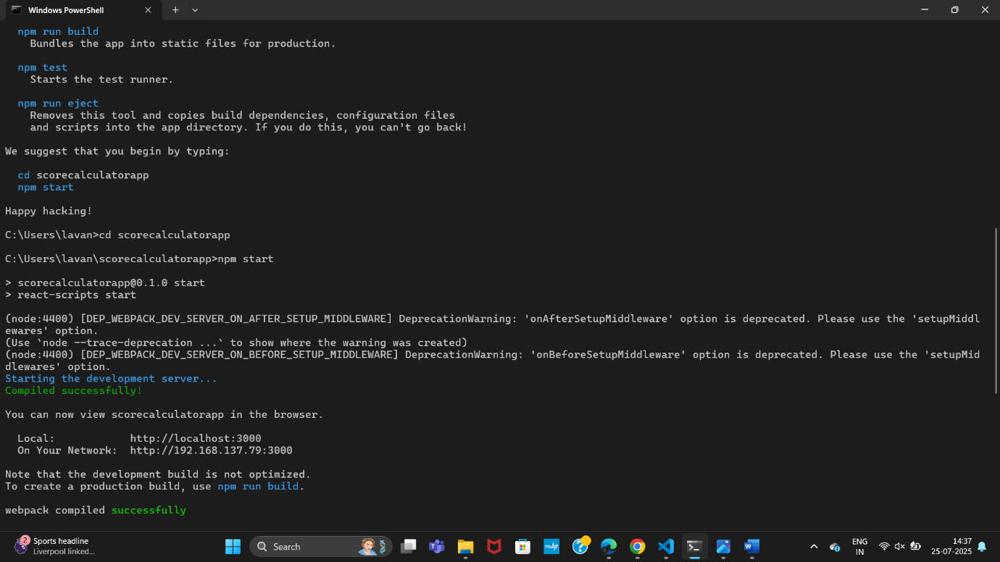 Windows PowerShell
npm run build
Bundles the app into static files for production.
npm test
Starts the test runner.
npm run eject
Removes this tool and copies build dependencies, configuration files
and scripts into the app directory. If you do this, you can’t go back!
We suggest that you begin by typing:
cd scorecalculatorapp
npm start
Happy hacking!
C:\Users\lavan>cd scorecalculatorapp
C:\Users\lavan\scorecalculatorapp>npm start
> scorecalculatorapp@0.1.0 start
> react-scripts start
(node:4400) [DEP_WEBPACK_DEV_SERVER_ON_AFTER_SETUP_MIDDLEWARE] DeprecationWarning: 'onAfterSetupMiddleware' option is deprecated. Please use the 'setupMiddl
ewares' option.
(Use `node --trace-deprecation ...` to show where the warning was created)
(node:4400) [DEP_WEBPACK_DEV_SERVER_ON_BEFORE_SETUP_MIDDLEWARE] DeprecationWarning: 'onBeforeSetupMiddleware' option is deprecated. Please use the 'setupMid
dlewares' option.
Starting the development server...
Compiled successfully!
You can now view scorecalculatorapp in the browser.
Local: http://localhost:3000
On Your Network: http://192.168.137.79:3000
Note that the development build is not optimized.
To create a production build, use npm run build.
webpack compiled successfully
2
Sports headline
Liverpool linked...
Search
myhp
ENG
IN
14:37
25-07-2025